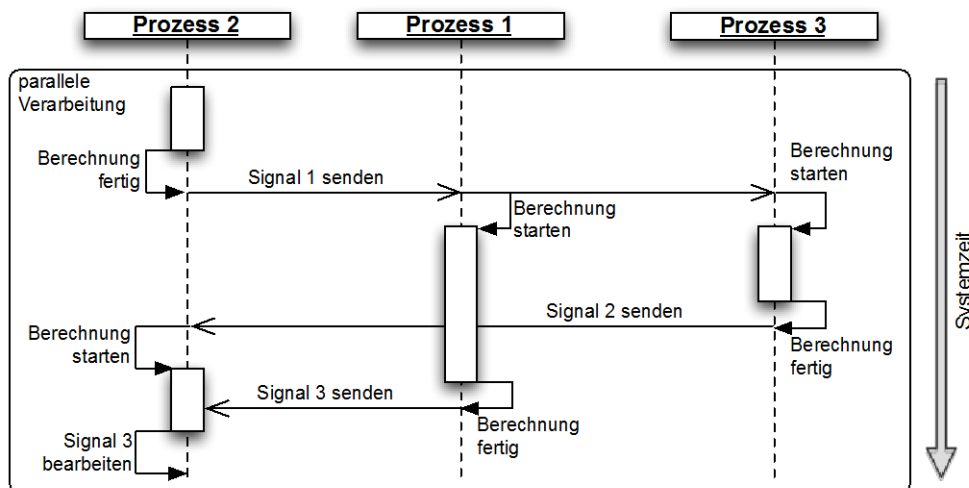 Prozess 2
Prozess 1
Prozess 3
parallele
Verarbeitung
Berechnung
fertig
Signal 1 senden
Berechnung
starten
Berechnung
starten
Signal 2 senden
Berechnung
starten
Berechnung
fertig
Signal 3 senden
Berechnung
fertig
Signal 3
bearbeiten
Systemzeit